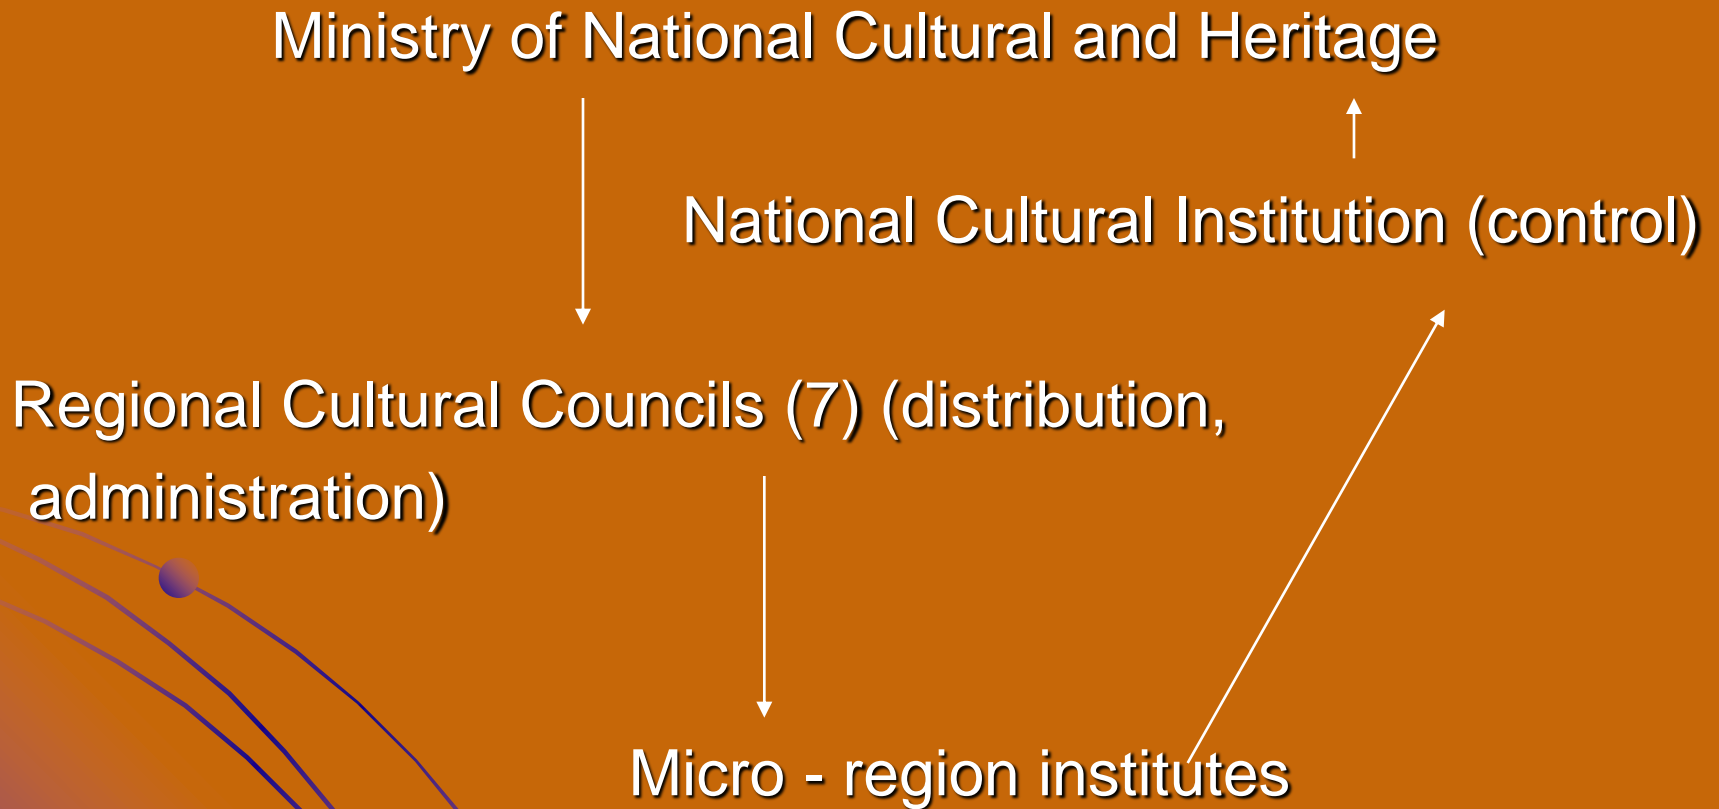 Ministry of National Cultural and Heritage
National Cultural Institution (control)
Regional Cultural Councils (7) (distribution,
administration)
Micro - region institutes